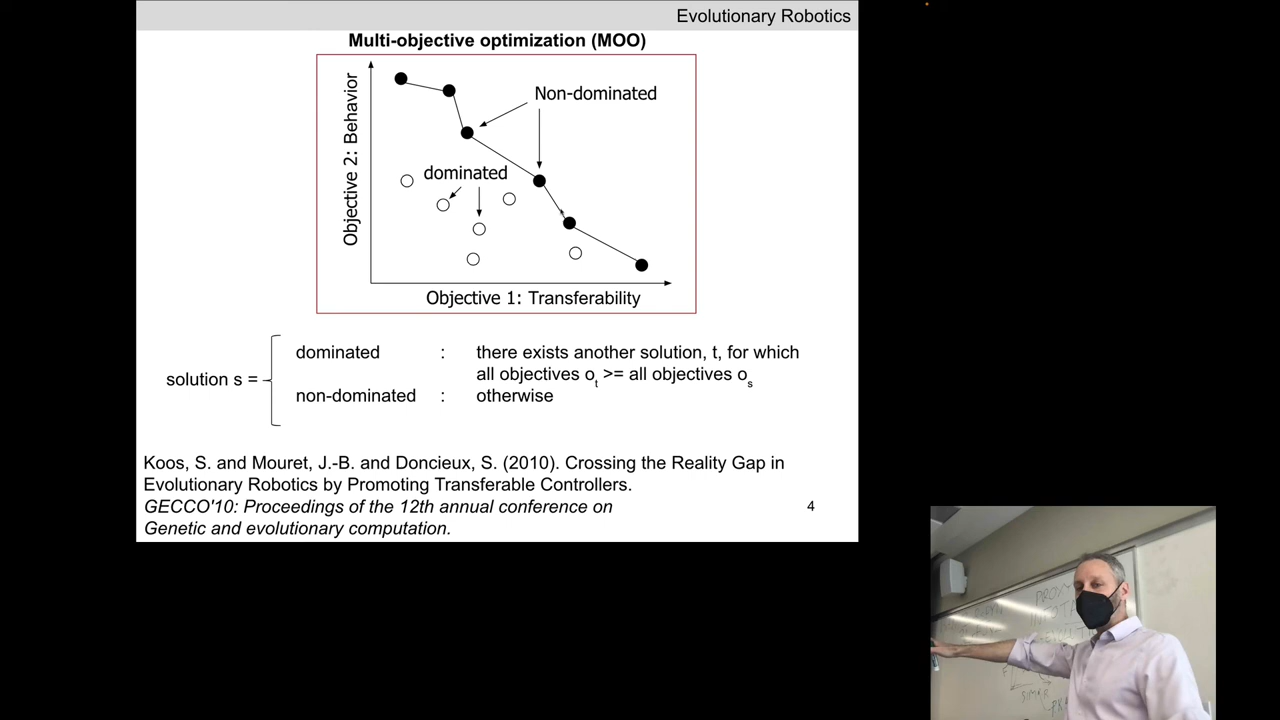 Evolutionary Robotics
Multi-objective optimization (MOO)
Objective 2: Behavior
Non-dominated
dominated
Objective 1: Transferability
solution s =
dominated : there exists another solution, t, for which
all objectives ot >= all objectives os
non-dominated : otherwise
Koos, S. and Mouret, J.-B. and Doncieux, S. (2010). Crossing the Reality Gap in
Evolutionary Robotics by Promoting Transferable Controllers.
GECCO'10: Proceedings of the 12th annual conference on
Genetic and evolutionary computation.
4